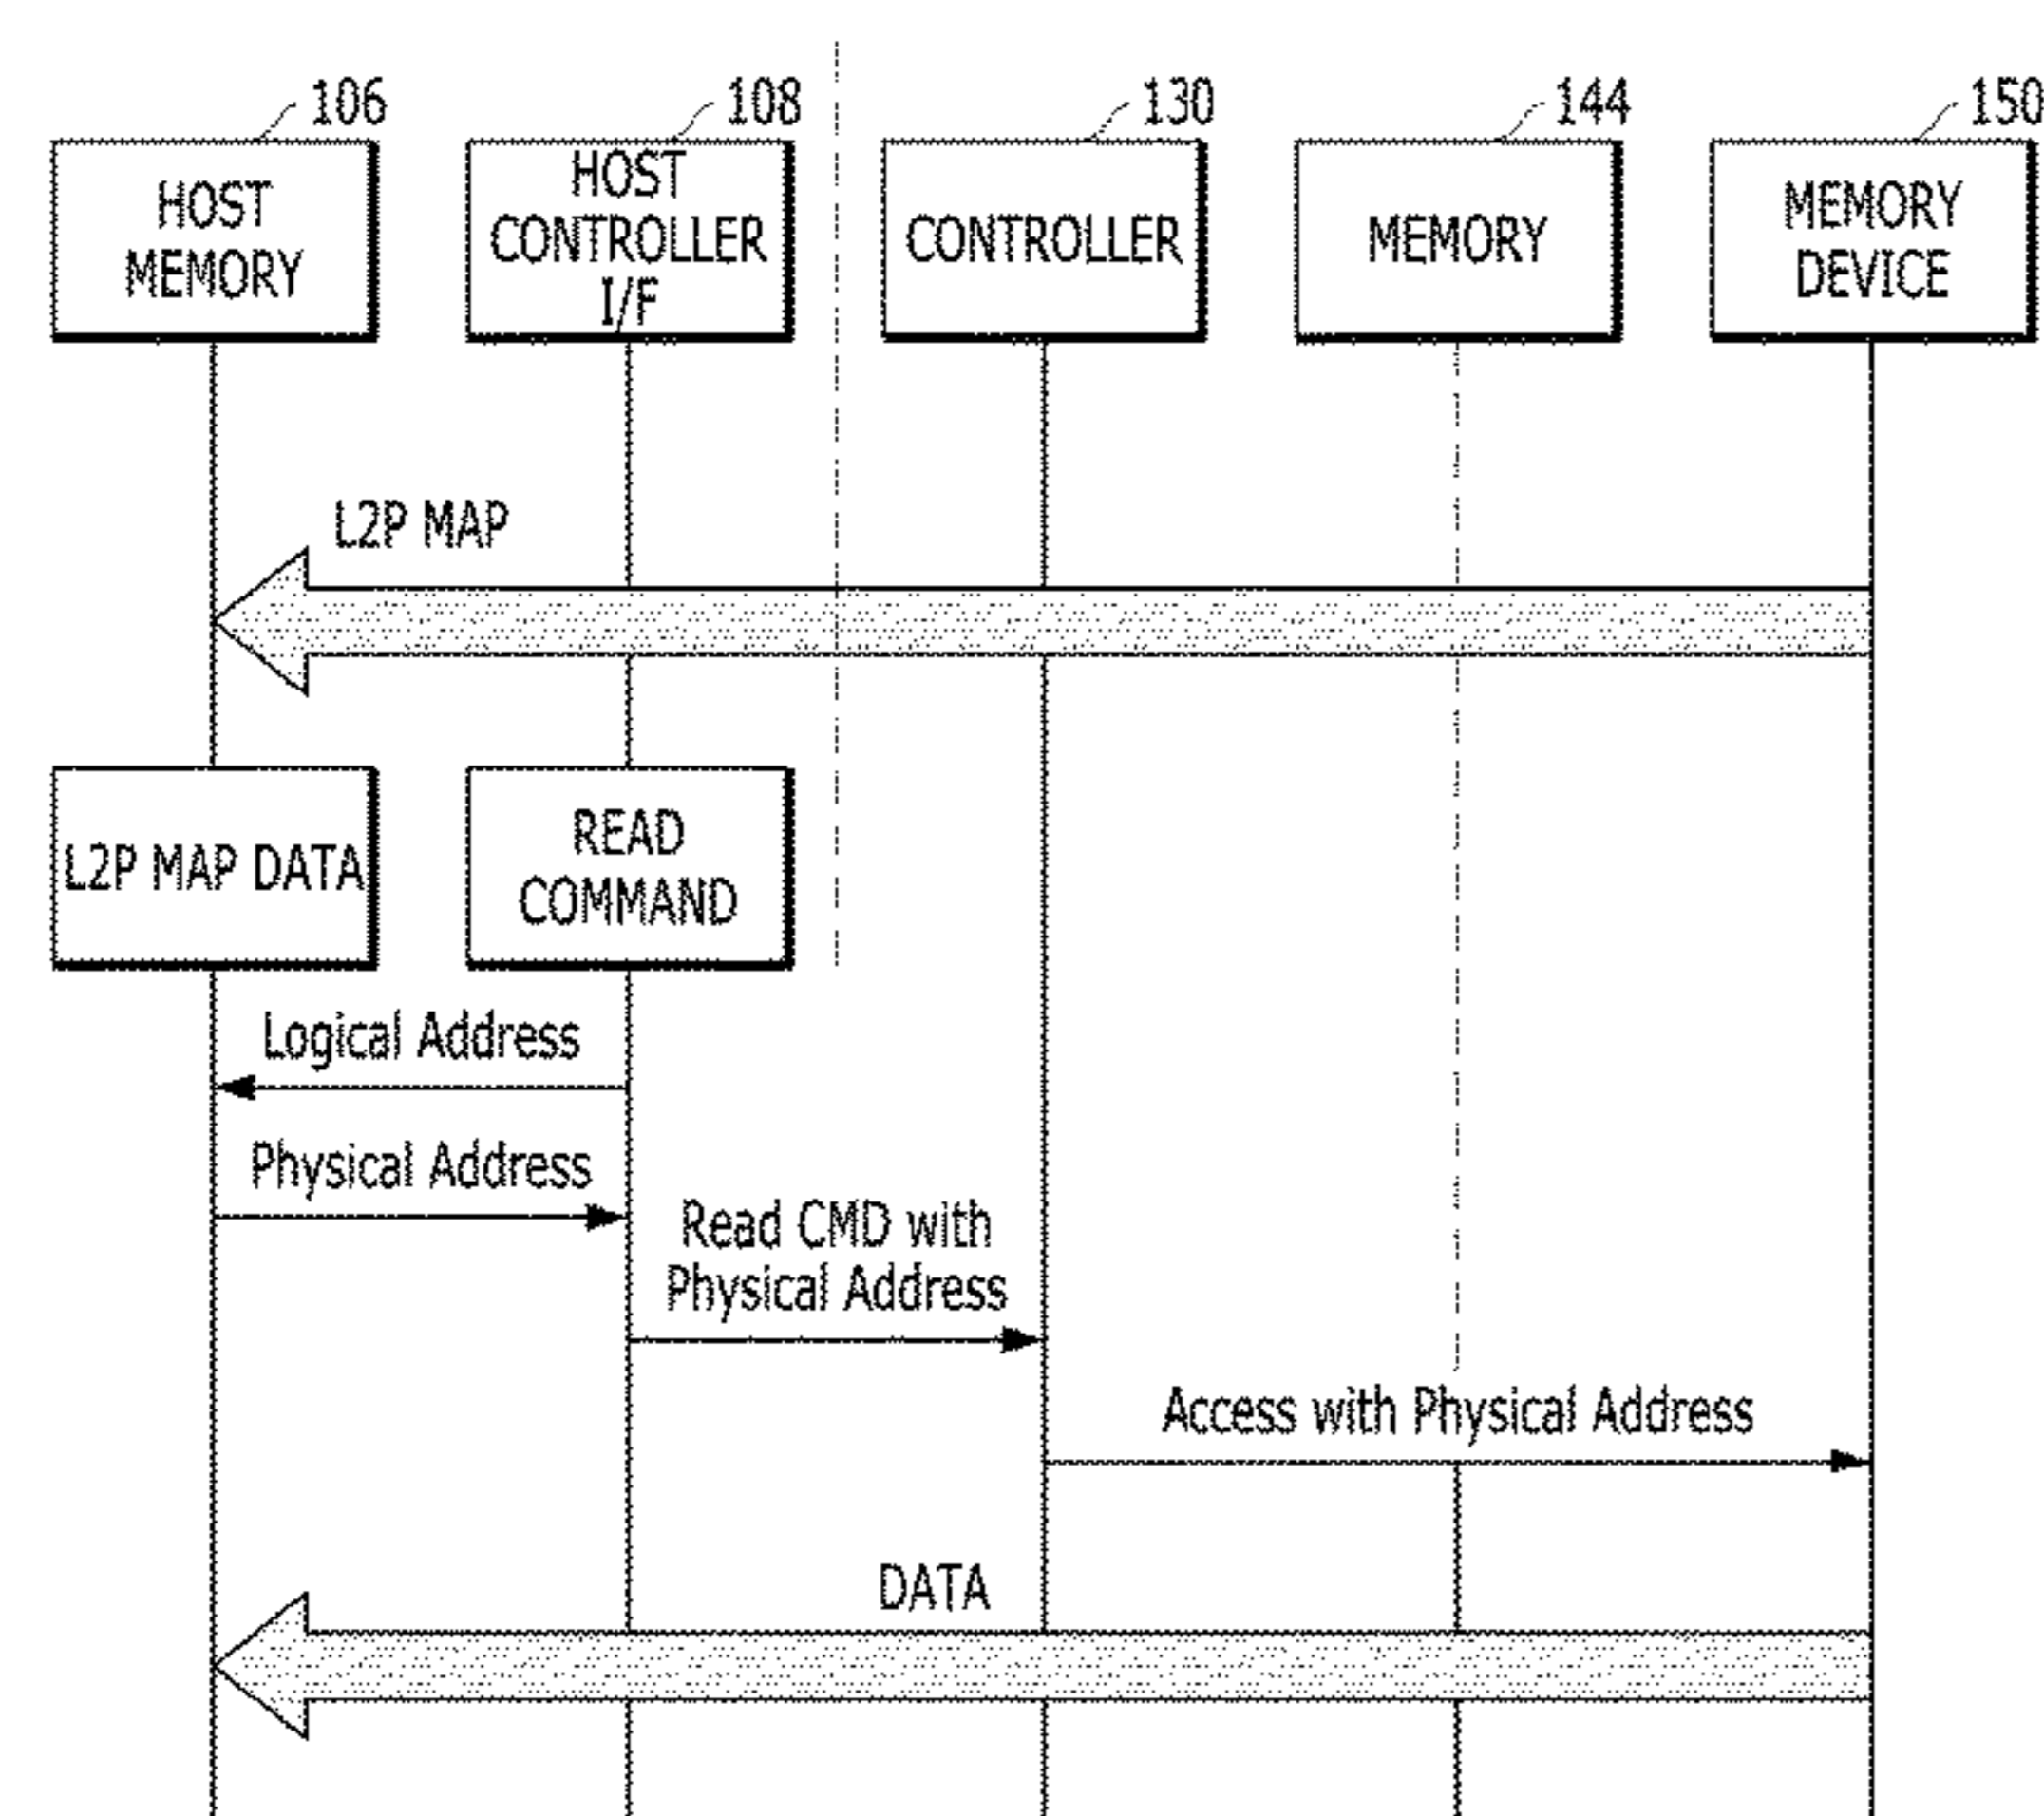 106
108
130
144
150
HOST
MEMORY
HOST
CONTROLLER
I/F
CONTROLLER
MEMORY
MEMORY
DEVICE
L2P MAP
L2P MAP DATA
READ
COMMAND
Logical Address
Physical Address
Read CMD with
Physical Address
Access with Physical Address
DATA